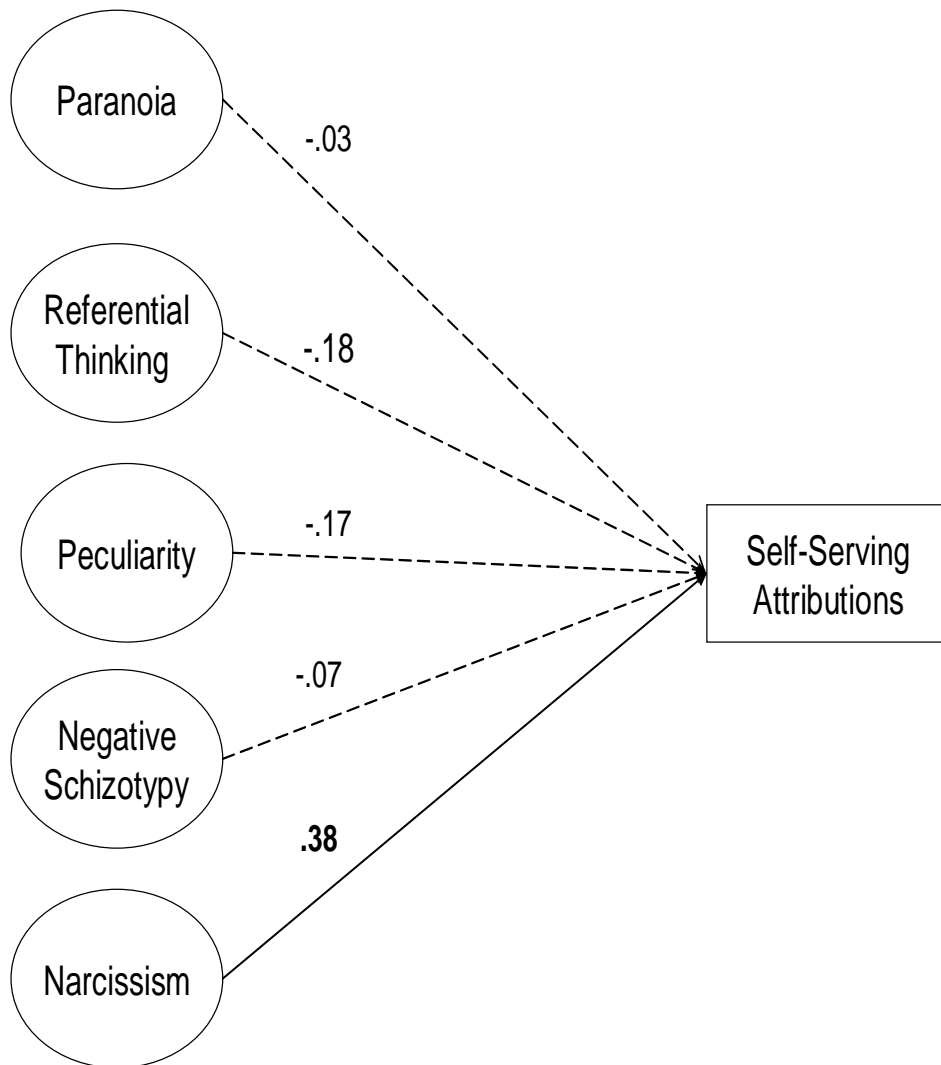 Paranoia
-.03
Referential
Thinking
-.18
Peculiarity
-.17
Self-Serving
Attributions
Negative
Schizotypy
-.07
.38
Narcissism